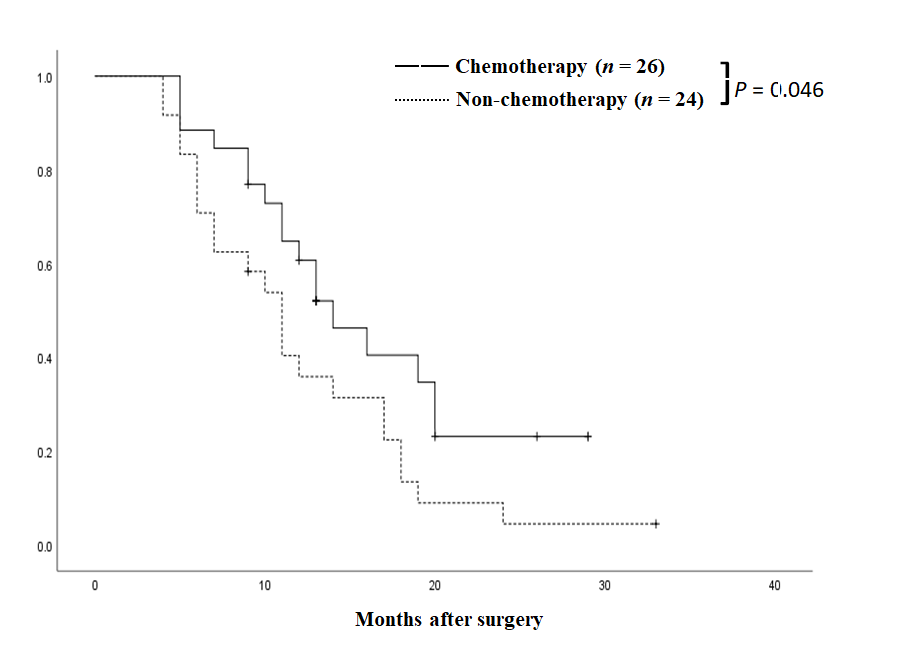 Chemotherapy (n = 26)
Non-chemotherapy (n = 24)
P = 0.046
1.0
0.8
0.6
0.4
0.2
0.0
0 10 20 30 40
Months after surgery